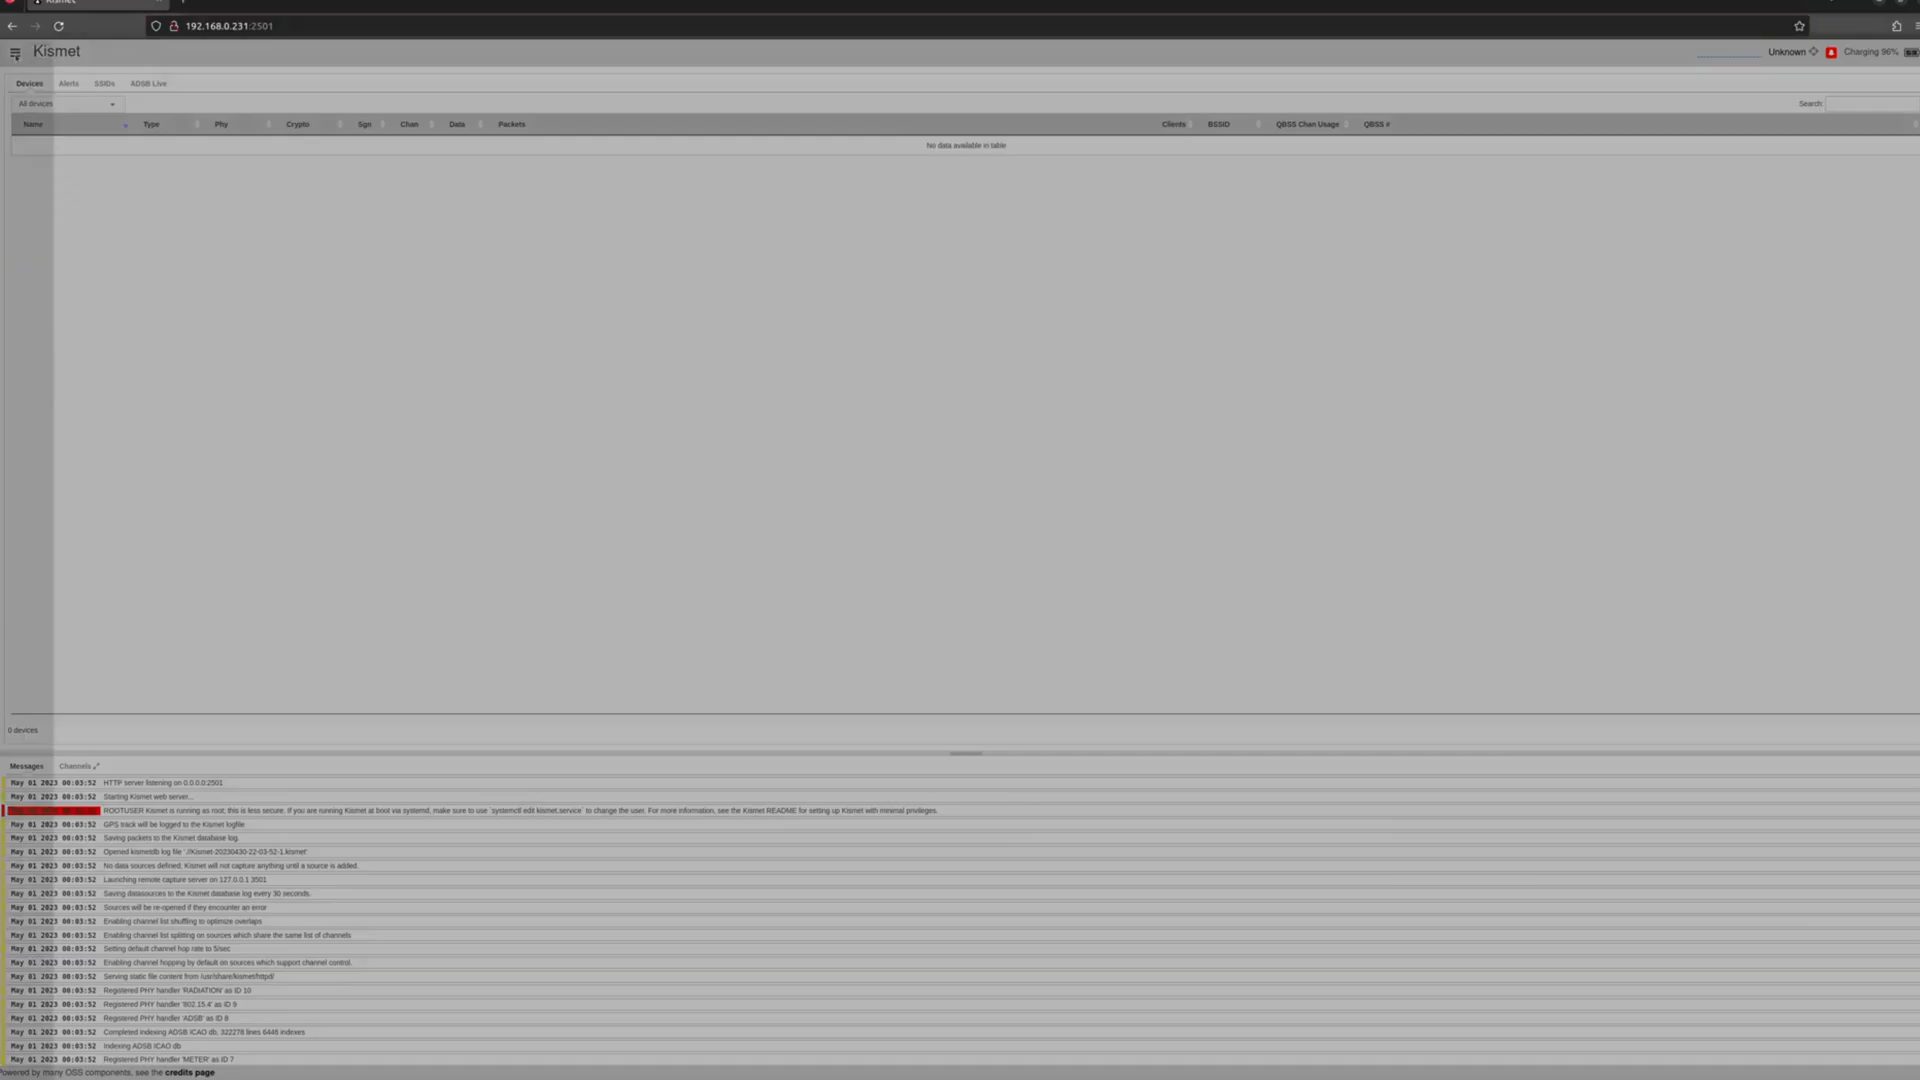 Kismet
192.168.0.231:2501
Kismet
Unknown
Charging 96%
Devices Alerts SSIDs ADSB Live
All devices
Search:
Name Type Phy Crypto Sgn Chan Data Packets Clients BSSID QBSS Chan Usage QBSS #
No data available in table
0 devices
Messages Channels
May 01 2023 00:03:52 HTTP server listening on 0.0.0.0:2501
May 01 2023 00:03:52 Starting Kismet web server...
ROOTUSER Kismet is running as root; this is less secure. If you are running Kismet at boot via systemd, make sure to use `systemctl edit kismet.service` to change the user. For more information, see the Kismet README for setting up Kismet with minimal privileges.
May 01 2023 00:03:52 GPS track will be logged to the Kismet logfile
May 01 2023 00:03:52 Saving packets to the Kismet database log.
May 01 2023 00:03:52 Opened kismetdb log file './/Kismet-20230430-22-03-52-1.kismet'
May 01 2023 00:03:52 No data sources defined; Kismet will not capture anything until a source is added.
May 01 2023 00:03:52 Launching remote capture server on 127.0.0.1 3501
May 01 2023 00:03:52 Saving datasources to the Kismet database log every 30 seconds.
May 01 2023 00:03:52 Sources will be re-opened if they encounter an error
May 01 2023 00:03:52 Enabling channel list shuffling to optimize overlaps
May 01 2023 00:03:52 Enabling channel list splitting on sources which share the same list of channels
May 01 2023 00:03:52 Setting default channel hop rate to 5/sec
May 01 2023 00:03:52 Enabling channel hopping by default on sources which support channel control.
May 01 2023 00:03:52 Serving static file content from /usr/share/kismet/httpd/
May 01 2023 00:03:52 Registered PHY handler 'RADIATION' as ID 10
May 01 2023 00:03:52 Registered PHY handler '802.15.4' as ID 9
May 01 2023 00:03:52 Registered PHY handler 'ADSB' as ID 8
May 01 2023 00:03:52 Completed indexing ADSB ICAO db, 322278 lines 6446 indexes
May 01 2023 00:03:52 Indexing ADSB ICAO db
May 01 2023 00:03:52 Registered PHY handler 'METER' as ID 7
Powered by many OSS components, see the credits page